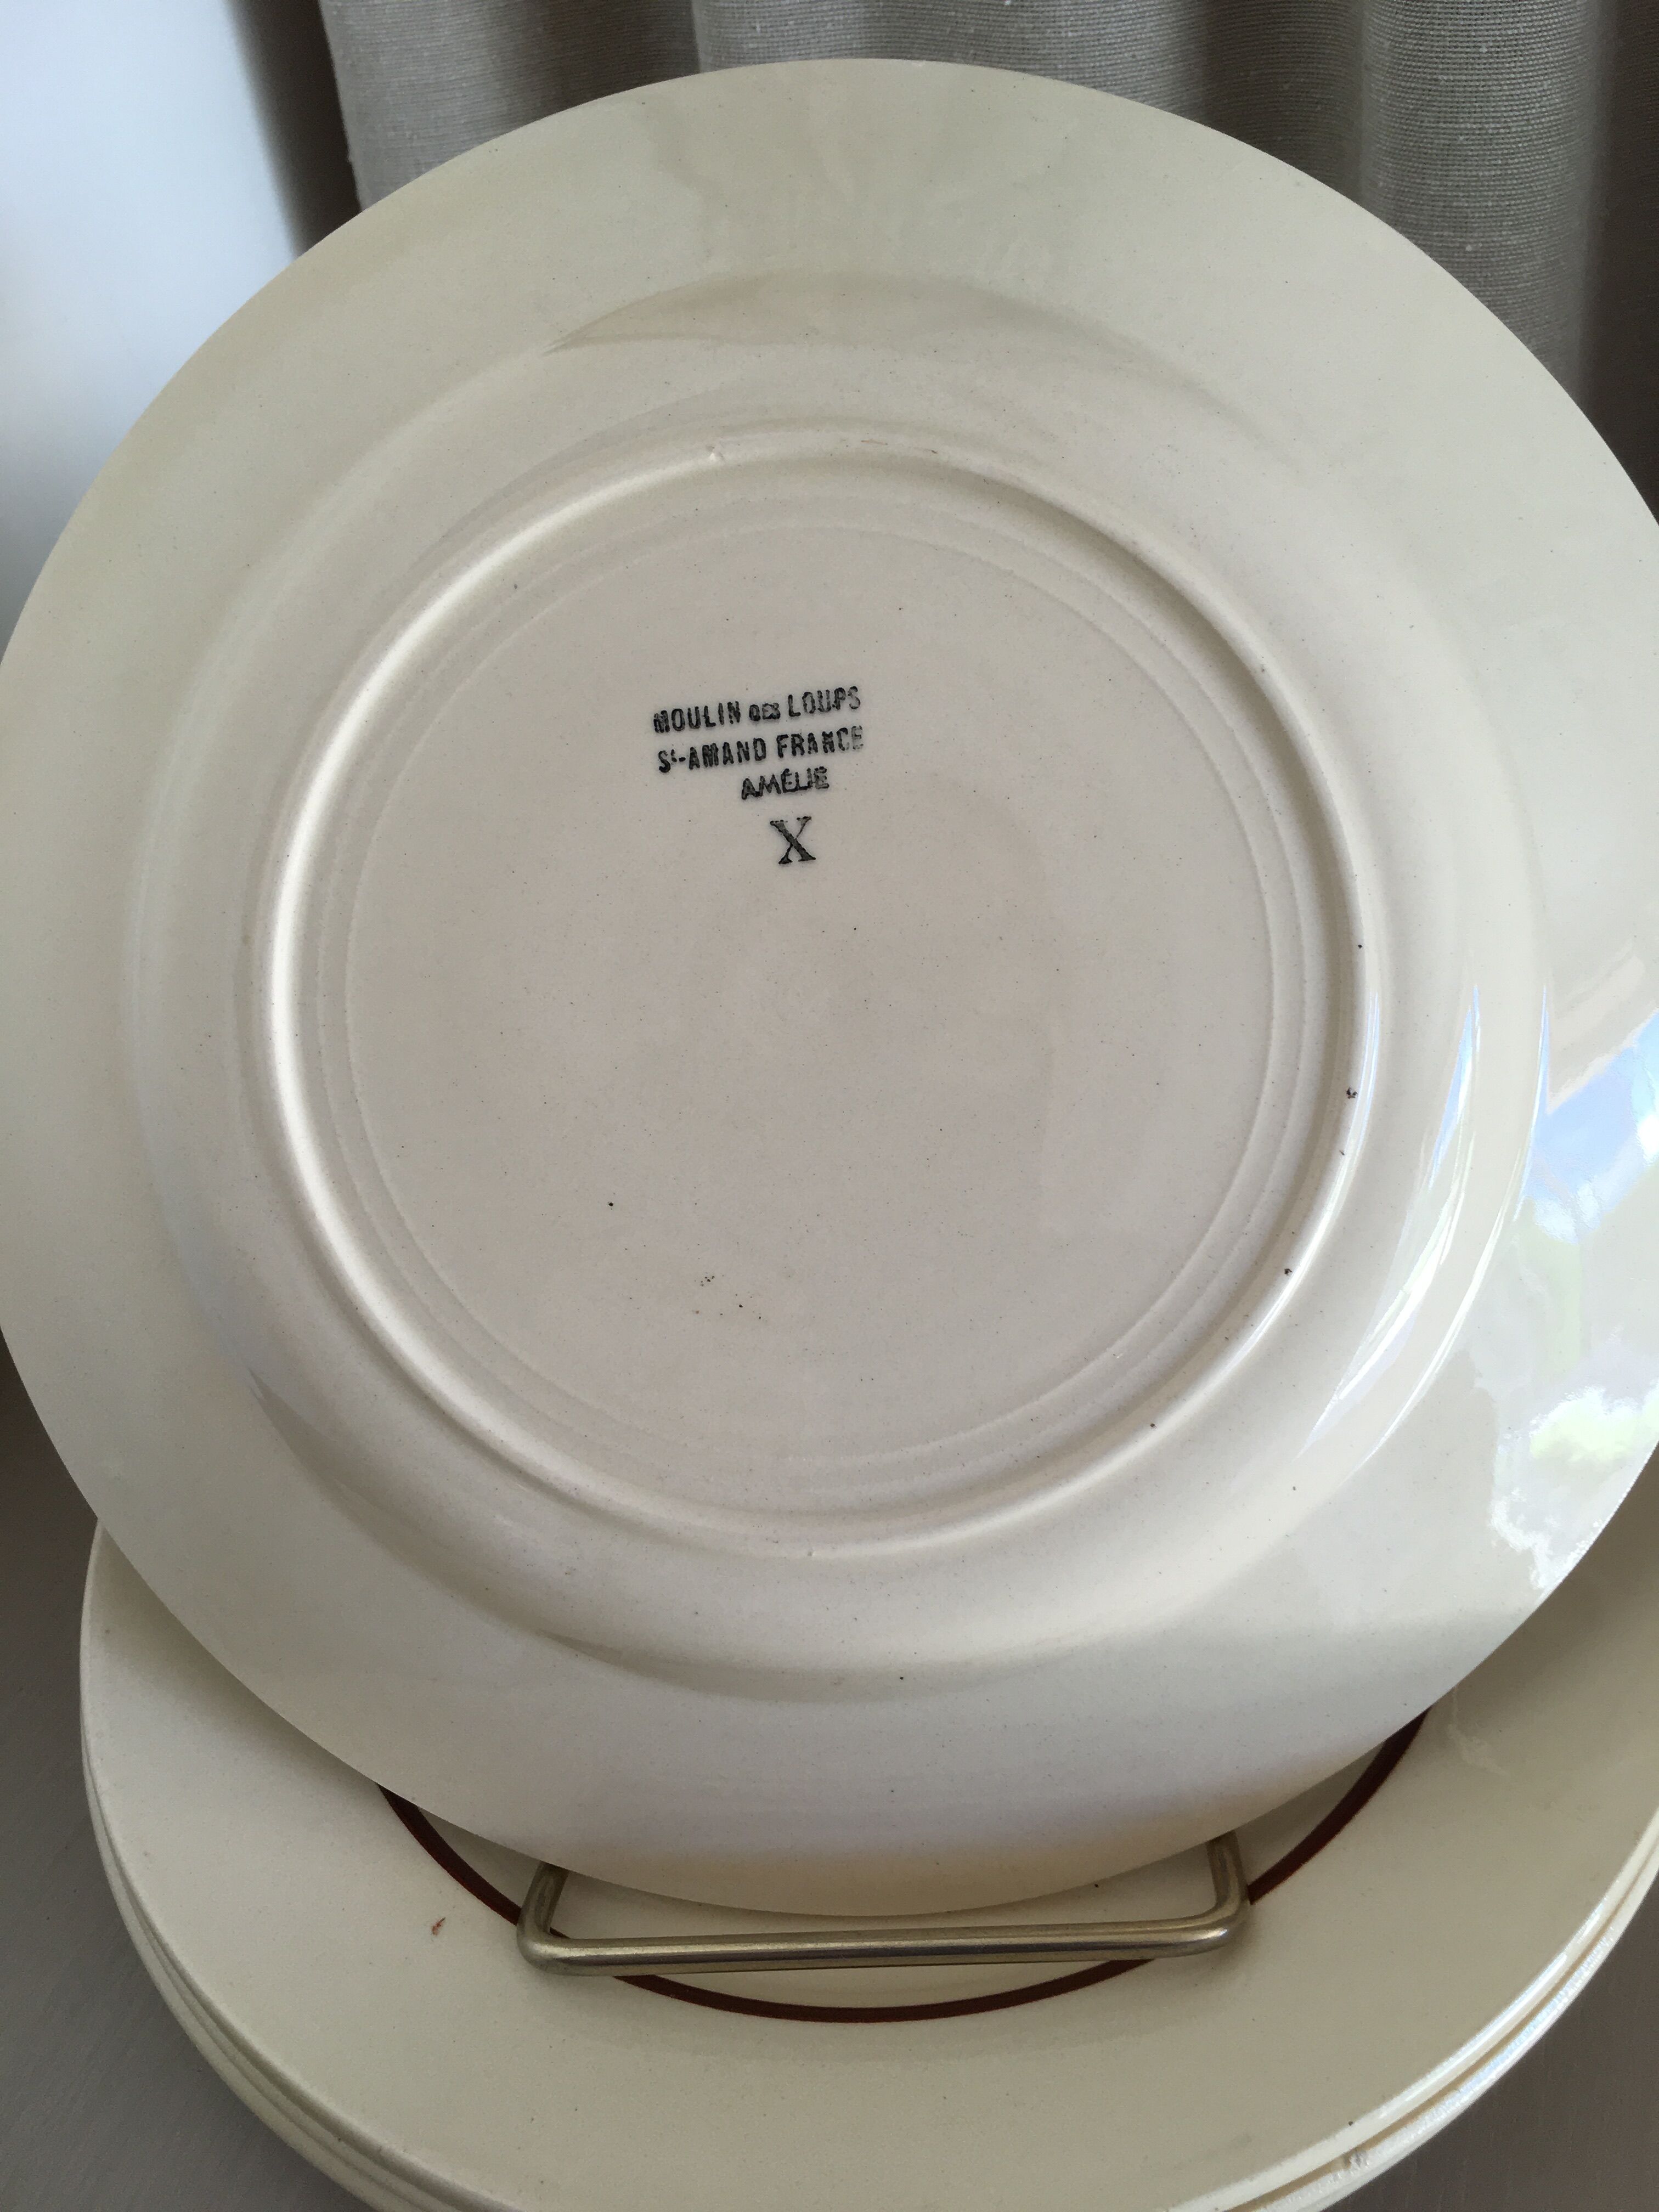 MOULIN DES LOUPS
St-AMAND FRANCE
AMÉLIE
X